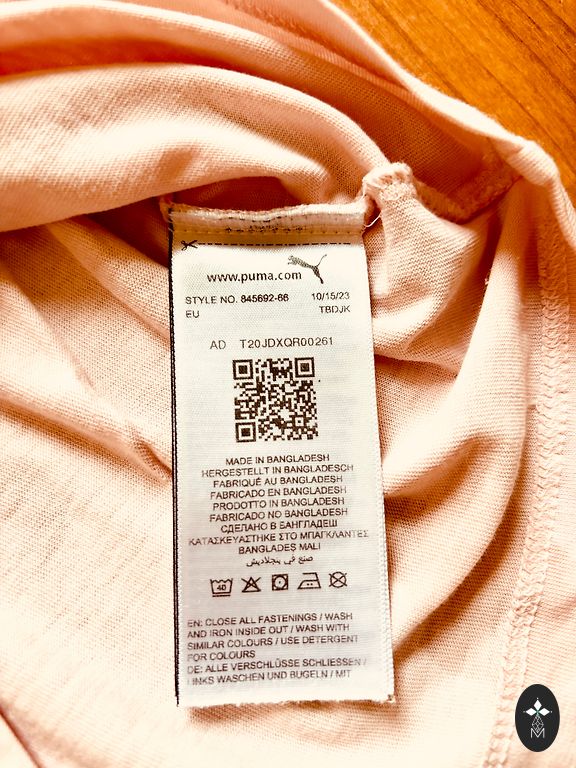 www.puma.com
STYLE NO. 845692-66 10/15/23
EU TBDJK
AD T20JDXQR00261
MADE IN BANGLADESH
HERGESTELLT IN BANGLADESCH
FABRIQUÉ AU BANGLADESH
FABRICADO EN BANGLADESH
PRODOTTO IN BANGLADESH
FABRICADO NO BANGLADESH
СДЕЛАНО В БАНГЛАДЕШ
ΚΑΤΑΣΚΕΥΑΣΤΗΚΕ ΣΤΟ ΜΠΑΓΚΛΑΝΤΕΣ
BANGLADES MALI
صنع في بنجلاديش
40
EN: CLOSE ALL FASTENINGS / WASH
AND IRON INSIDE OUT / WASH WITH
SIMILAR COLOURS / USE DETERGENT
FOR COLOURS
DE: ALLE VERSCHLÜSSE SCHLIESSEN /
LINKS WASCHEN UND BÜGELN / MIT